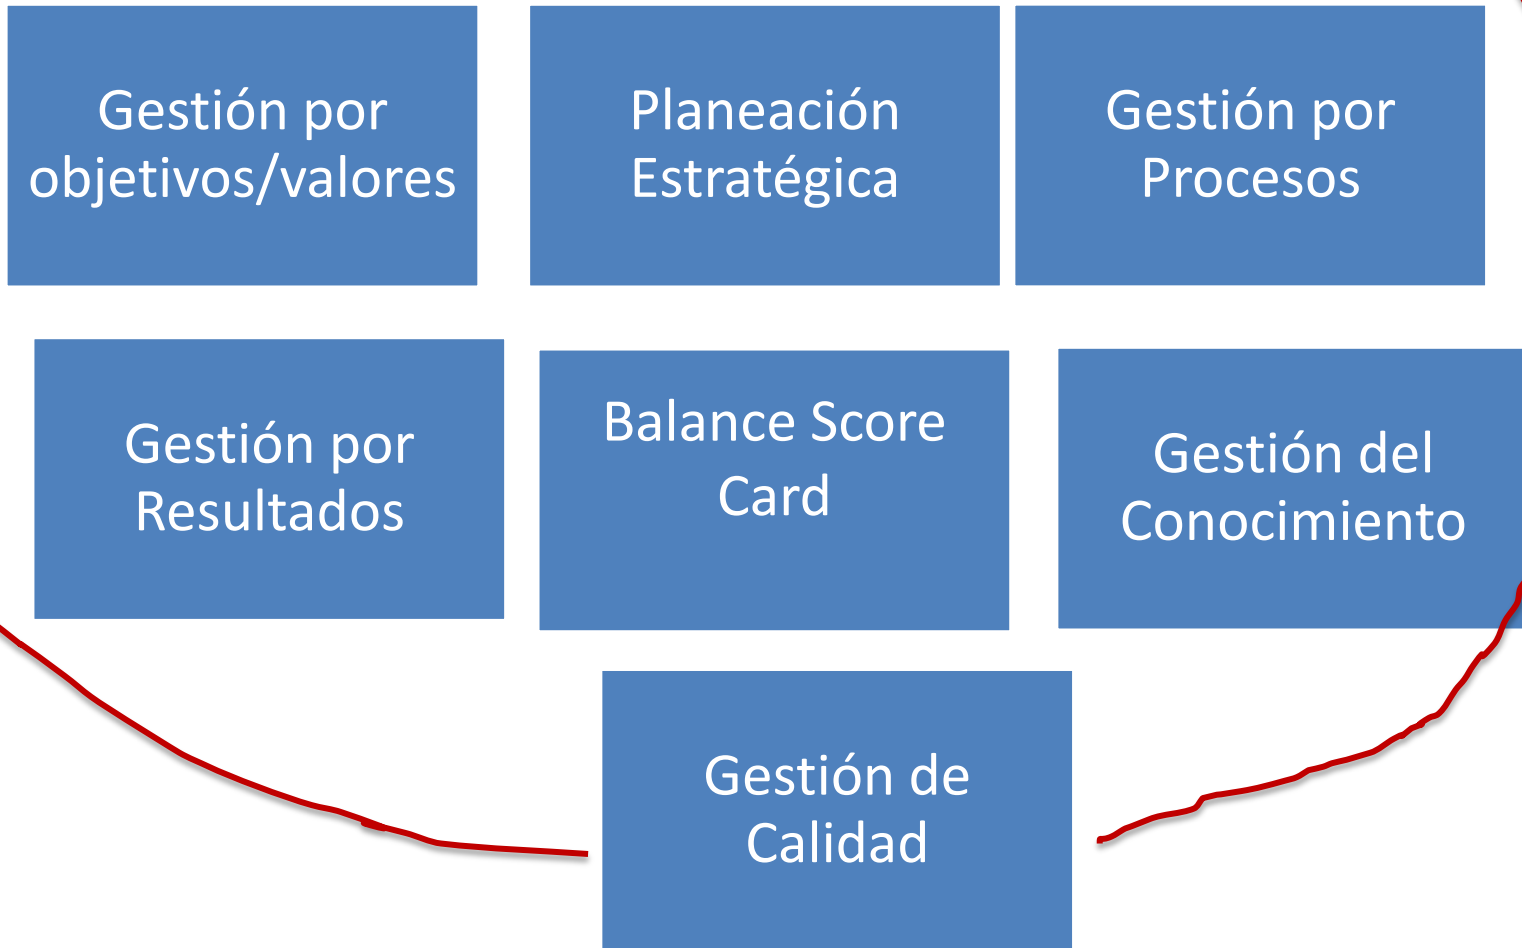 Gestión por
objetivos/valores
Planeación
Estratégica
Gestión por
Procesos
Gestión por
Resultados
Balance Score
Card
Gestión del
Conocimiento
Gestión de
Calidad